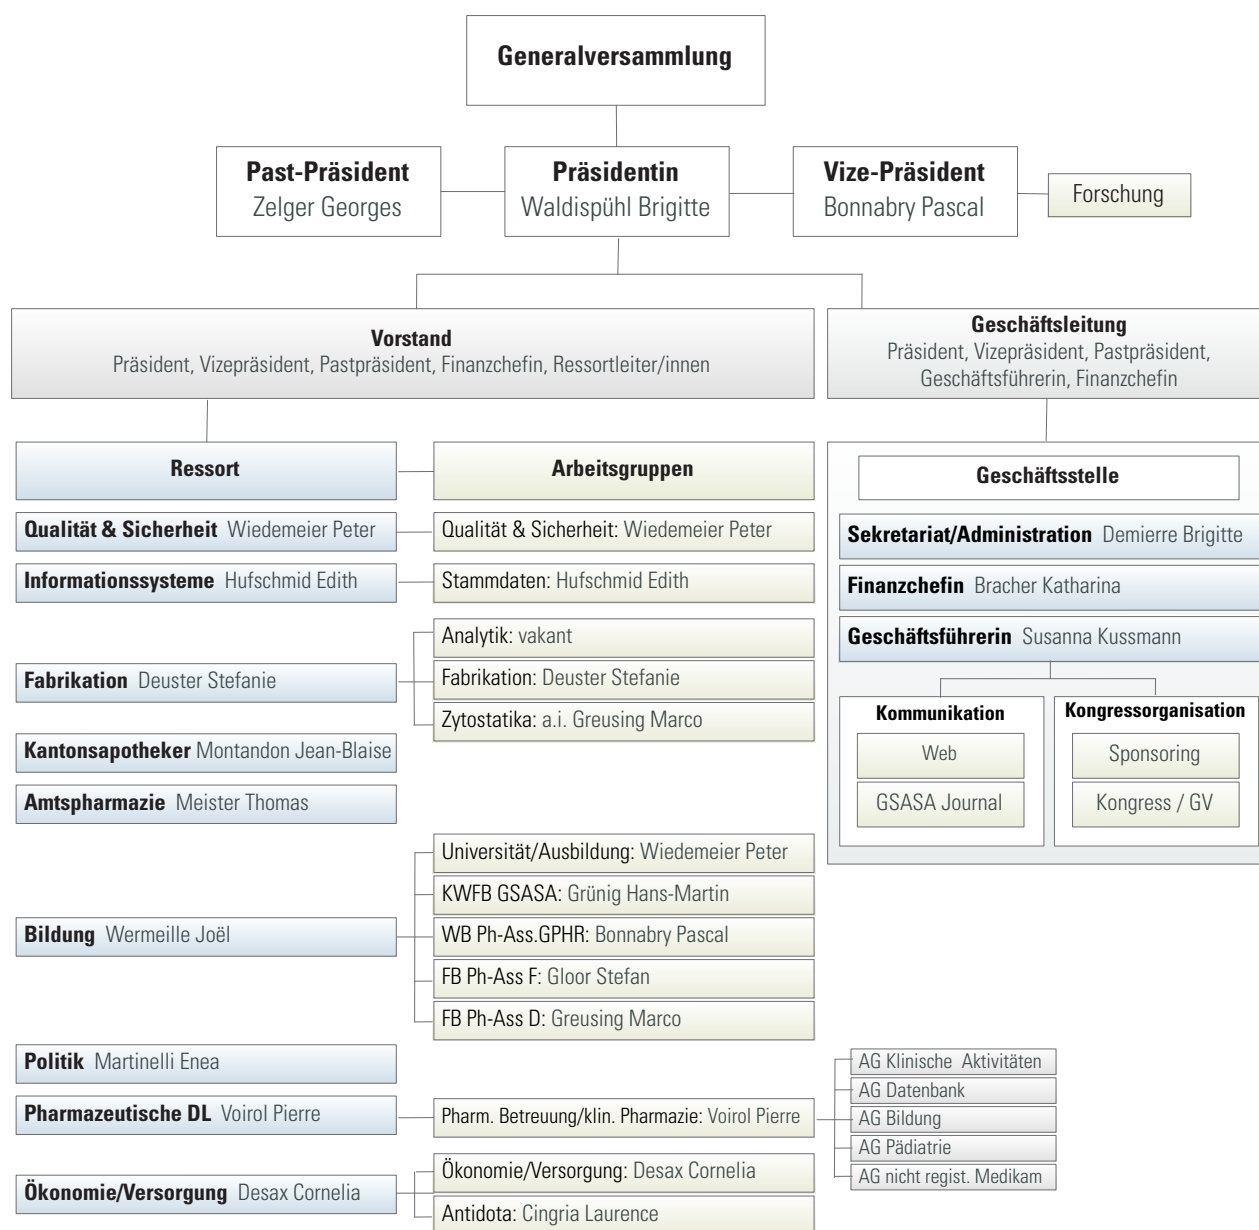 Generalversammlung
Past-Präsident
Zelger Georges
Präsidentin
Waldispühl Brigitte
Vize-Präsident
Bonnabry Pascal
Forschung
Vorstand
Präsident, Vizepräsident, Pastpräsident, Finanzchefin, Ressortleiter/innen
Geschäftsleitung
Präsident, Vizepräsident, Pastpräsident,
Geschäftsführerin, Finanzchefin
Ressort
Arbeitsgruppen
Qualität & Sicherheit Wiedemeier Peter
Qualität & Sicherheit: Wiedemeier Peter
Informationssysteme Hufschmid Edith
Stammdaten: Hufschmid Edith
Fabrikation Deuster Stefanie
Analytik: vakant
Fabrikation: Deuster Stefanie
Zytostatika: a.i. Greusing Marco
Kantonsapotheker Montandon Jean-Blaise
Amtspharmazie Meister Thomas
Bildung Wermeille Joël
Universität/Ausbildung: Wiedemeier Peter
KWFB GSASA: Grünig Hans-Martin
WB Ph-Ass.GPHR: Bonnabry Pascal
FB Ph-Ass F: Gloor Stefan
FB Ph-Ass D: Greusing Marco
Politik Martinelli Enea
Pharmazeutische DL Voirol Pierre
Pharm. Betreuung/klin. Pharmazie: Voirol Pierre
AG Klinische Aktivitäten
AG Datenbank
AG Bildung
AG Pädiatrie
AG nicht regist. Medikam
Ökonomie/Versorgung Desax Cornelia
Ökonomie/Versorgung: Desax Cornelia
Antidota: Cingria Laurence
Geschäftsstelle
Sekretariat/Administration Demierre Brigitte
Finanzchefin Bracher Katharina
Geschäftsführerin Susanna Kussmann
Kommunikation
Web
GSASA Journal
Kongressorganisation
Sponsoring
Kongress / GV